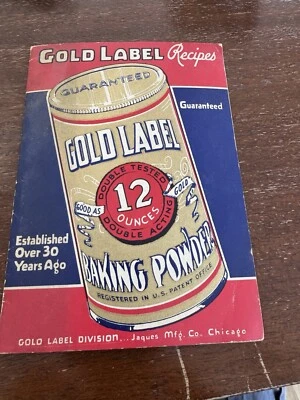 GOLD LABEL Recipes
GUARANTEED
Guaranteed
GOLD LABEL
DOUBLE TESTED
12
OUNCES
GOOD AS GOLD
DOUBLE ACTING
Established
Over 30
Years Ago
BAKING POWDER
REGISTERED IN U.S. PATENT OFFICE
GOLD LABEL DIVISION... Jaques Mfg. Co. Chicago